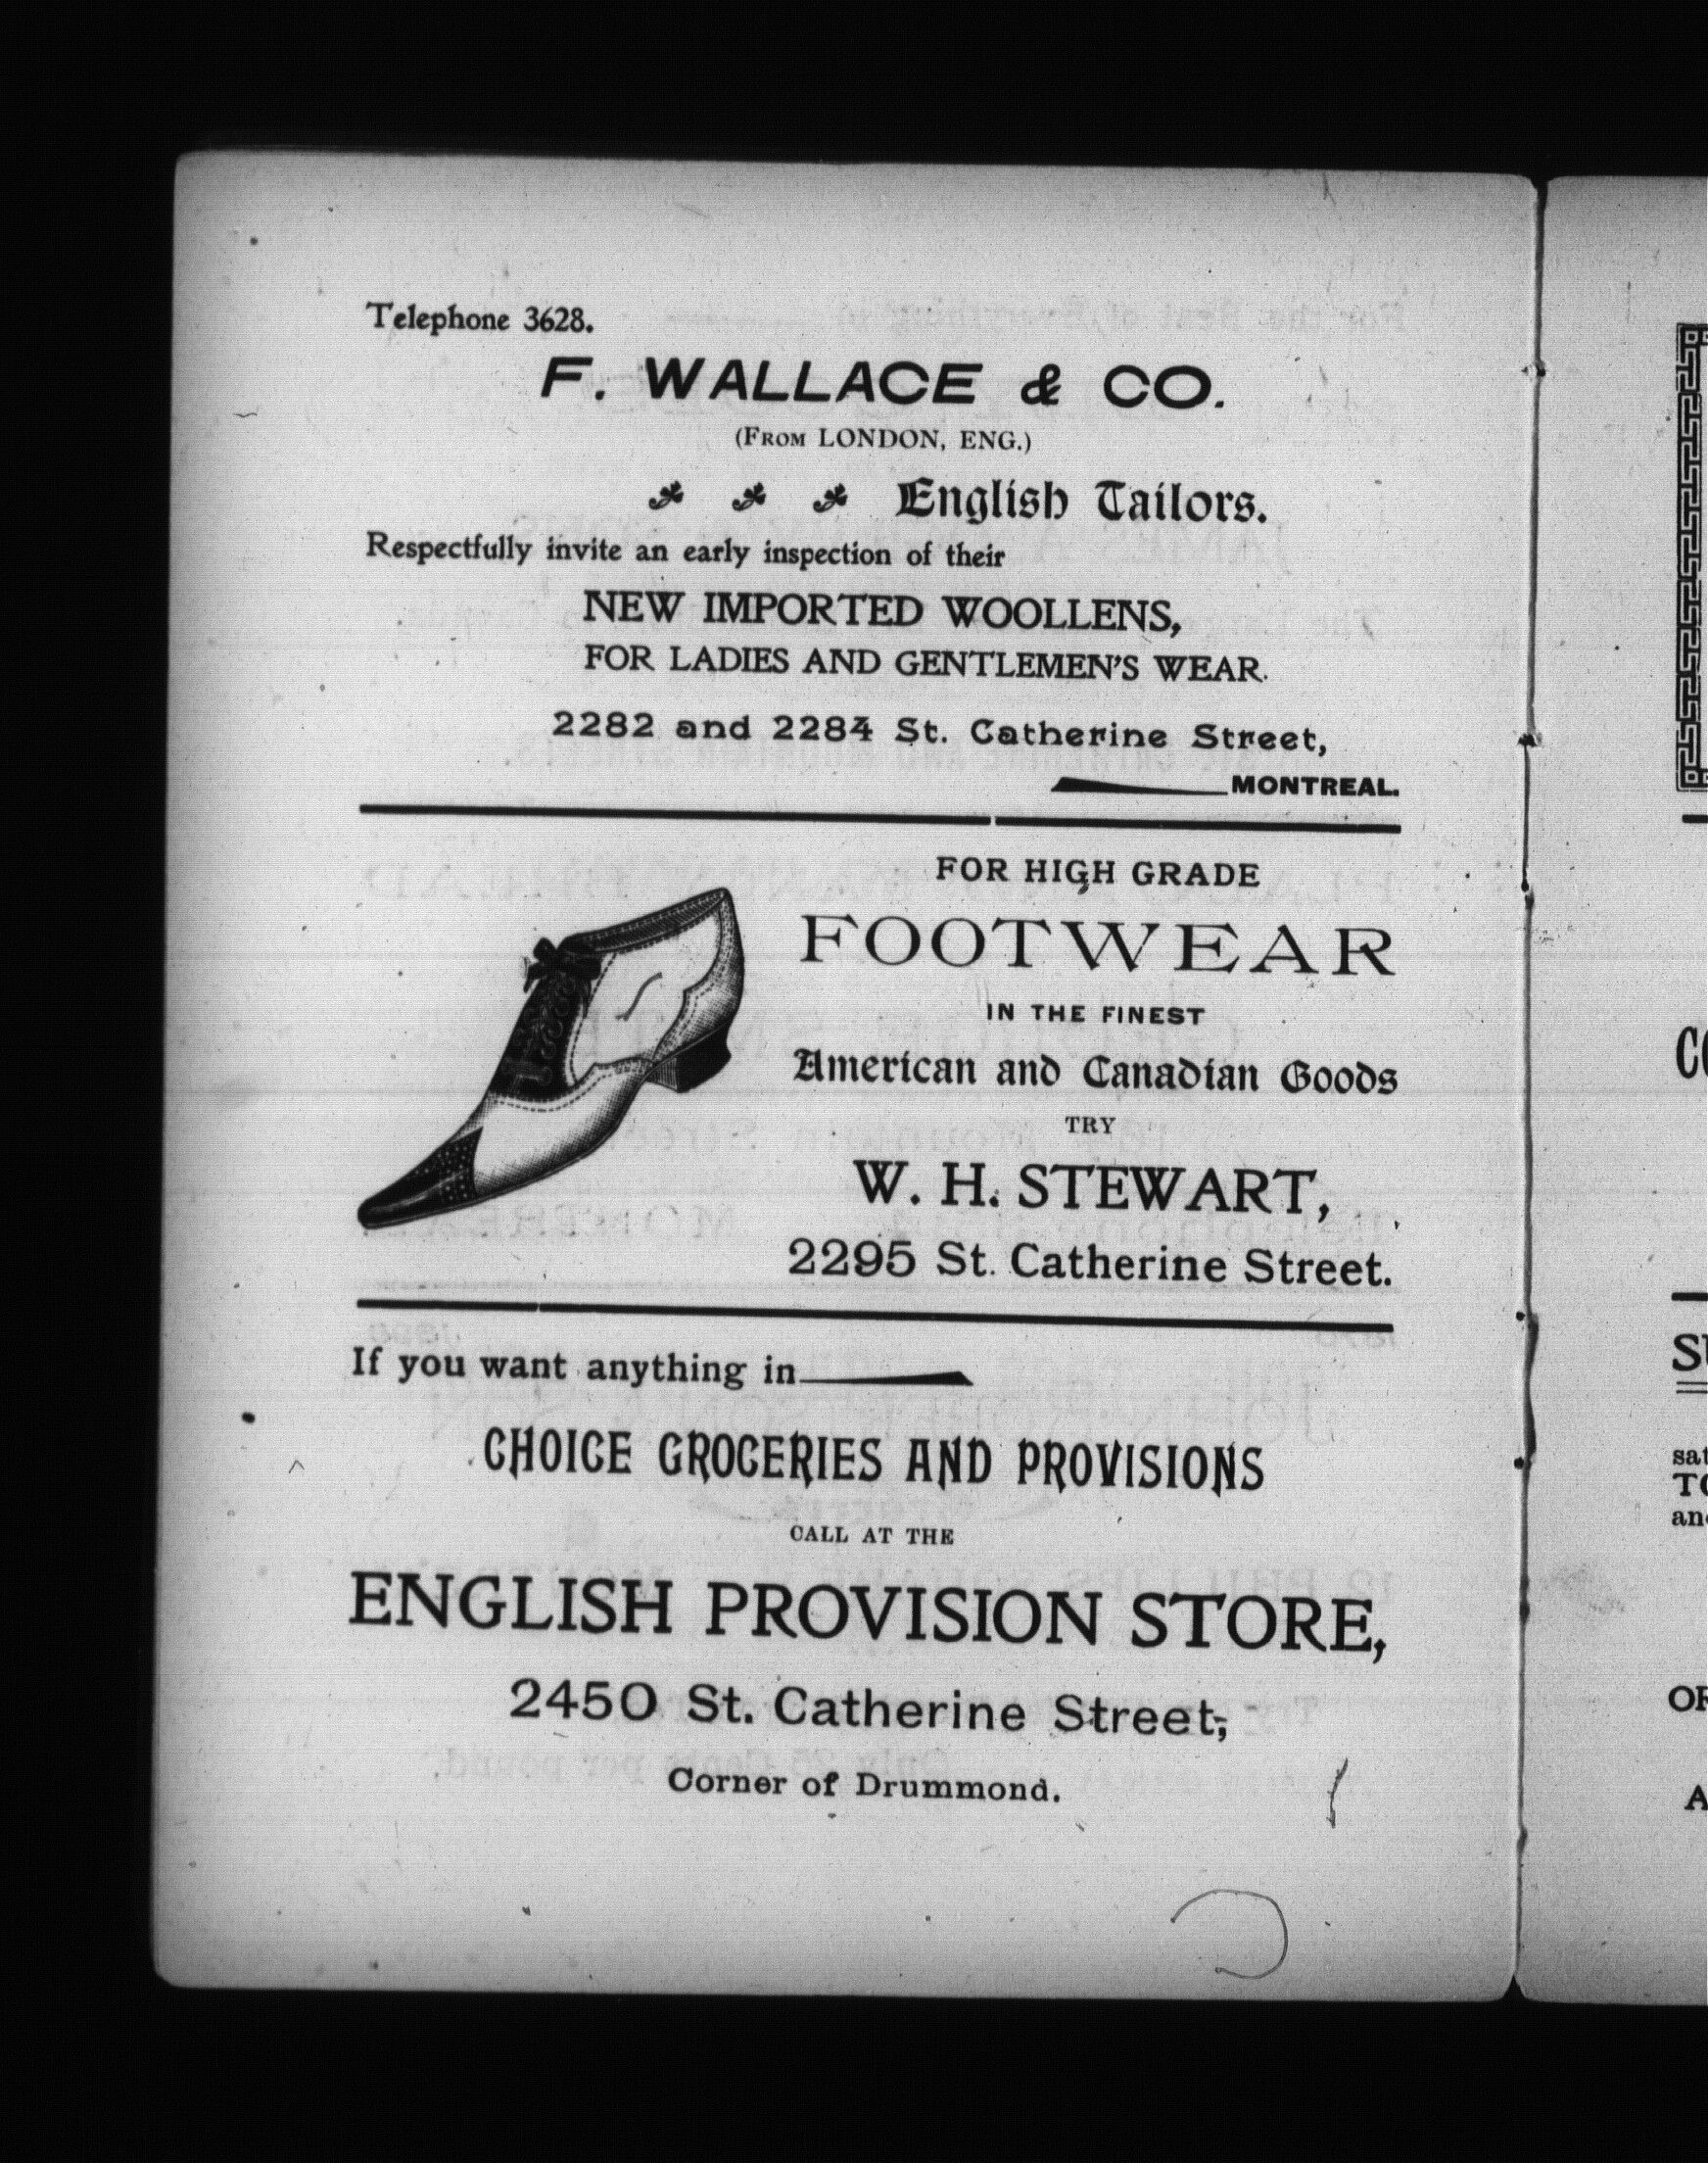 Telephone 3628.
F. WALLACE & CO.
(FROM LONDON, ENG.)
English Tailors.
Respectfully invite an early inspection of their
NEW IMPORTED WOOLLENS,
FOR LADIES AND GENTLEMEN'S WEAR.
2282 and 2284 St. Catherine Street,
MONTREAL.
FOR HIGH GRADE
FOOTWEAR
IN THE FINEST
American and Canadian Goods
TRY
W. H. STEWART,
2295 St. Catherine Street.
If you want anything in
CHOICE GROCERIES AND PROVISIONS
CALL AT THE
ENGLISH PROVISION STORE,
2450 St. Catherine Street,
Corner of Drummond.